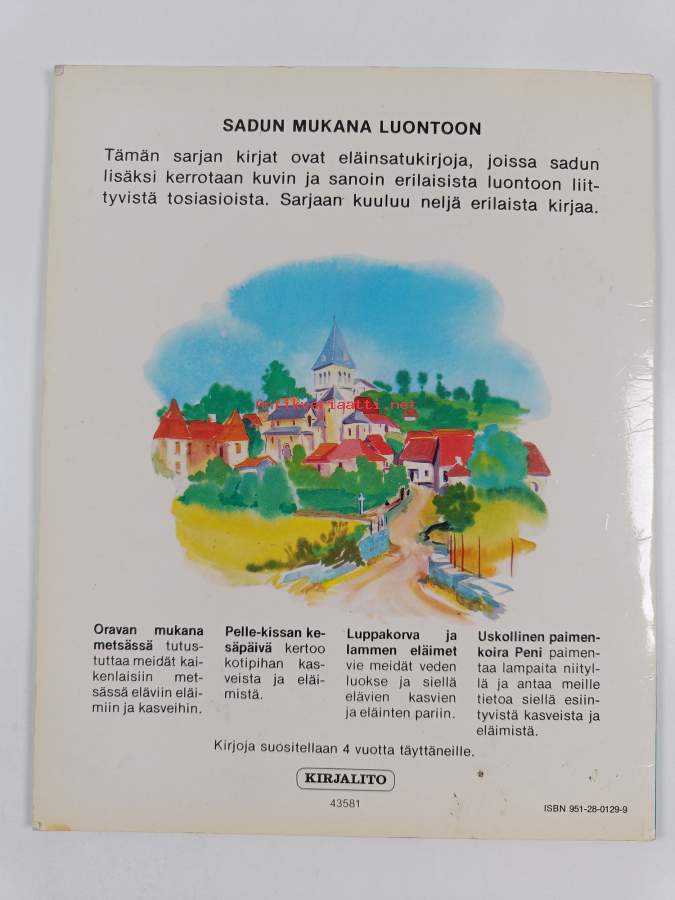 SADUN MUKANA LUONTOON
Tämän sarjan kirjat ovat eläinsatukirjoja, joissa sadun
lisäksi kerrotaan kuvin ja sanoin erilaisista luontoon liit-
tyvistä tosiasioista. Sarjaan kuuluu neljä erilaista kirjaa.
Antikvariaatti.net
Oravan mukana
metsässä tutus-
tuttaa meidät kai-
kenlaisiin met-
sässä eläviin eläi-
miin ja kasveihin.
Pelle-kissan ke-
säpäivä kertoo
kotipihan kas-
veista ja eläi-
mistä.
Luppakorva ja
lammen eläimet
vie meidät veden
luokse ja siellä
elävien kasvien
ja eläinten pariin.
Uskollinen paimen-
koira Peni paimen-
taa lampaita niityl-
lä ja antaa meille
tietoa siellä esiin-
tyvistä kasveista ja
eläimistä.
Kirjoja suositellaan 4 vuotta täyttäneille.
KIRJALITO
43581
ISBN 951-28-0129-9